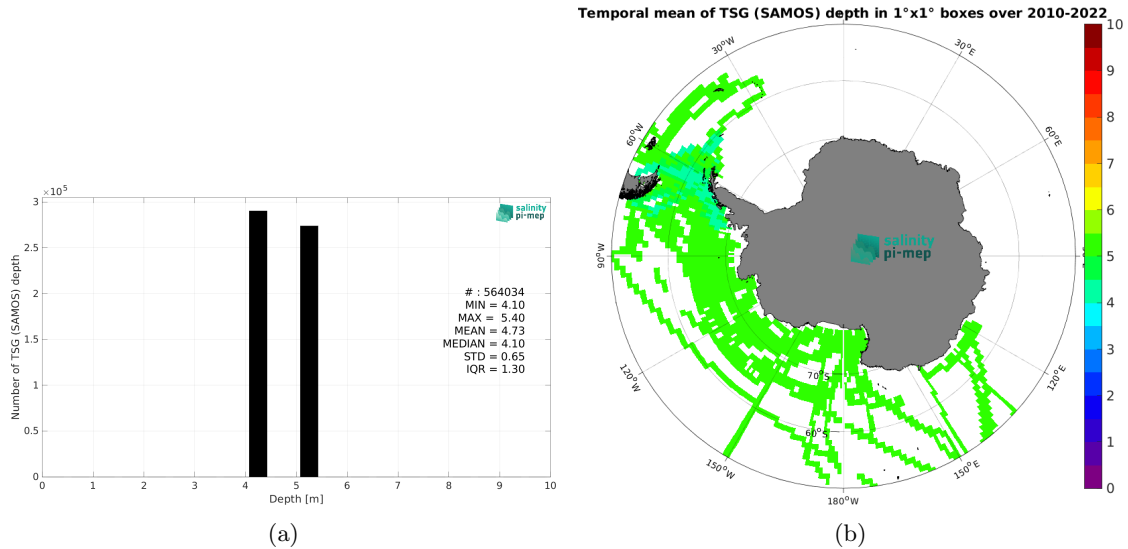 ×10⁵
3
2.5
2
1.5
1
0.5
0
0 1 2 3 4 5 6 7 8 9 10
Number of TSG (SAMOS) depth
Depth [m]
salinity
pi-mep
# : 564034
MIN = 4.10
MAX = 5.40
MEAN = 4.73
MEDIAN = 4.10
STD = 0.65
IQR = 1.30
(a)
Temporal mean of TSG (SAMOS) depth in 1°x1° boxes over 2010-2022
30°W
30°E
60°W
60°E
90°W
120°W
120°E
150°W
150°E
180°W
70°S
60°S
salinity
pi-mep
10
9
8
7
6
5
4
3
2
1
0
(b)